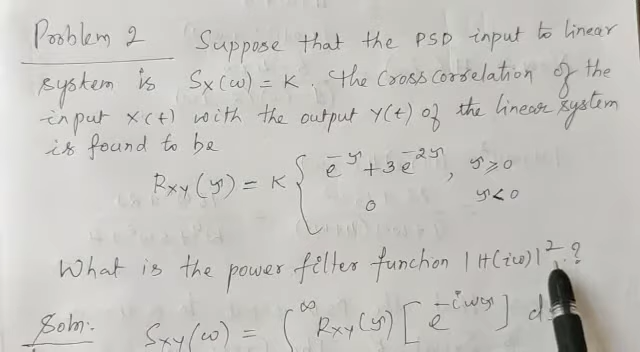 Problem 2 Suppose that the PSD input to linear
system is Sx(ω) = K. The cross correlation of the
input X(t) with the output Y(t) of the linear system
is found to be
Rxy(y) = K { e^-y + 3e^-2y, y ≥ 0
0 y < 0
What is the power filter function |H(iω)|²?
Soln: Sxy(ω) = ∫^∞ Rxy(y) [e^-iωy] d